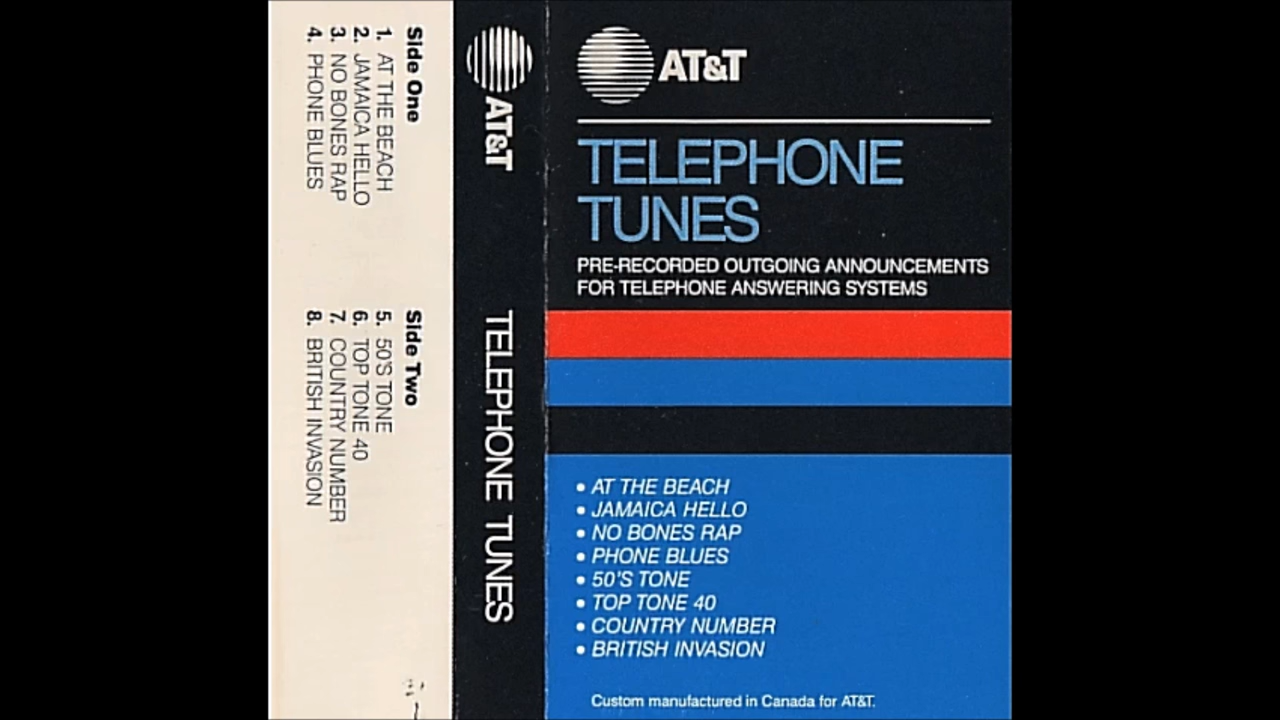 Side One
1. AT THE BEACH
2. JAMAICA HELLO
3. NO BONES RAP
4. PHONE BLUES
Side Two
5. 50'S TONE
6. TOP TONE 40
7. COUNTRY NUMBER
8. BRITISH INVASION
AT&T
TELEPHONE TUNES
AT&T
TELEPHONE
TUNES
PRE-RECORDED OUTGOING ANNOUNCEMENTS
FOR TELEPHONE ANSWERING SYSTEMS
• AT THE BEACH
• JAMAICA HELLO
• NO BONES RAP
• PHONE BLUES
• 50'S TONE
• TOP TONE 40
• COUNTRY NUMBER
• BRITISH INVASION
Custom manufactured in Canada for AT&T.